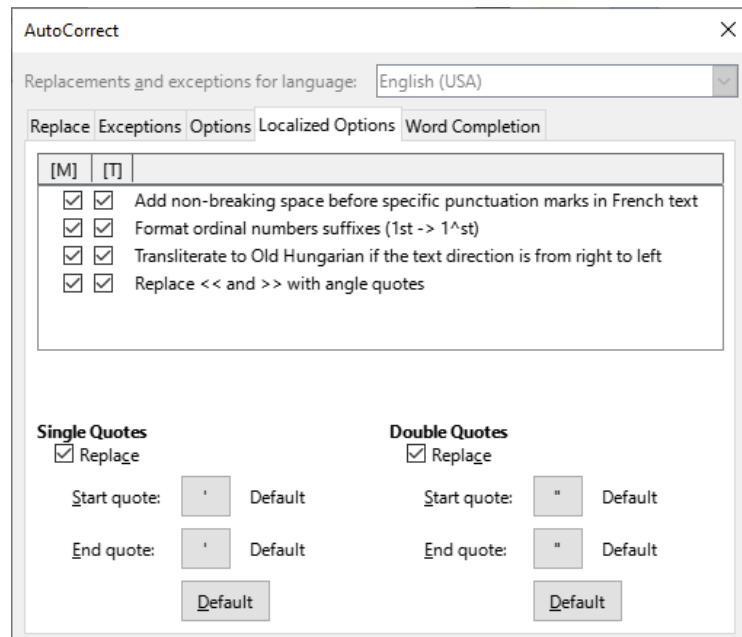 AutoCorrect
Replacements and exceptions for language: English (USA)
Replace Exceptions Options Localized Options Word Completion
[M] [T]
Add non-breaking space before specific punctuation marks in French text
Format ordinal numbers suffixes (1st -> 1^st)
Transliterate to Old Hungarian if the text direction is from right to left
Replace << and >> with angle quotes
Single Quotes Double Quotes
Replace Replace
Start quote: ' Default Start quote: " Default
End quote: ' Default End quote: " Default
Default Default